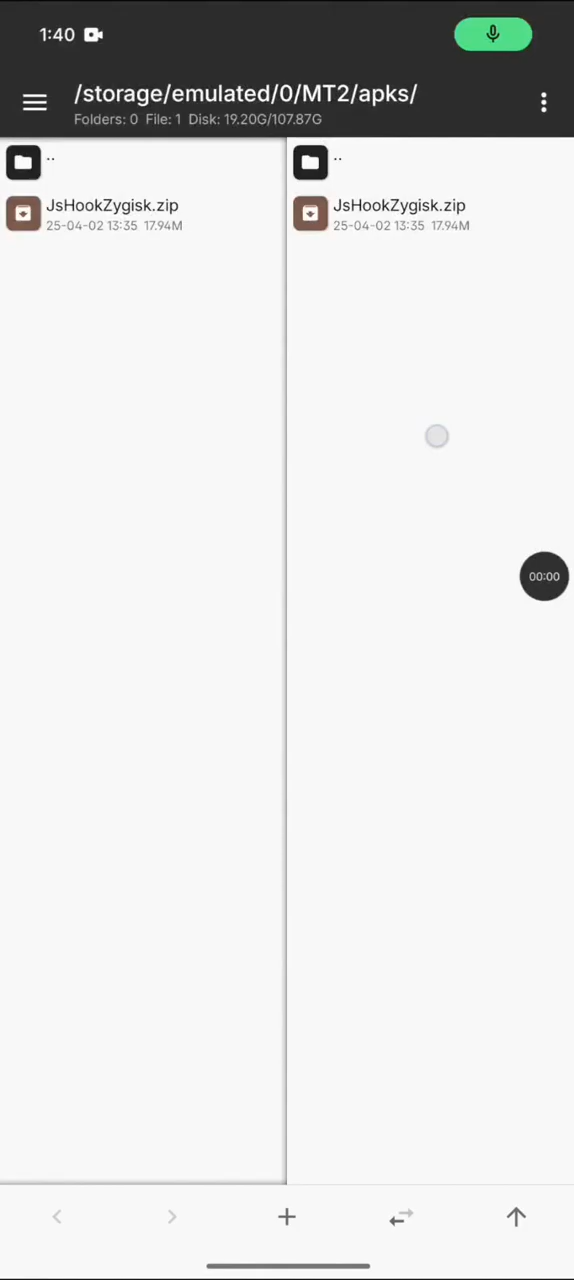 1:40
/storage/emulated/0/MT2/apks/
Folders: 0 File: 1 Disk: 19.20G/107.87G
..
JsHookZygisk.zip
25-04-02 13:35 17.94M
..
JsHookZygisk.zip
25-04-02 13:35 17.94M
00:00